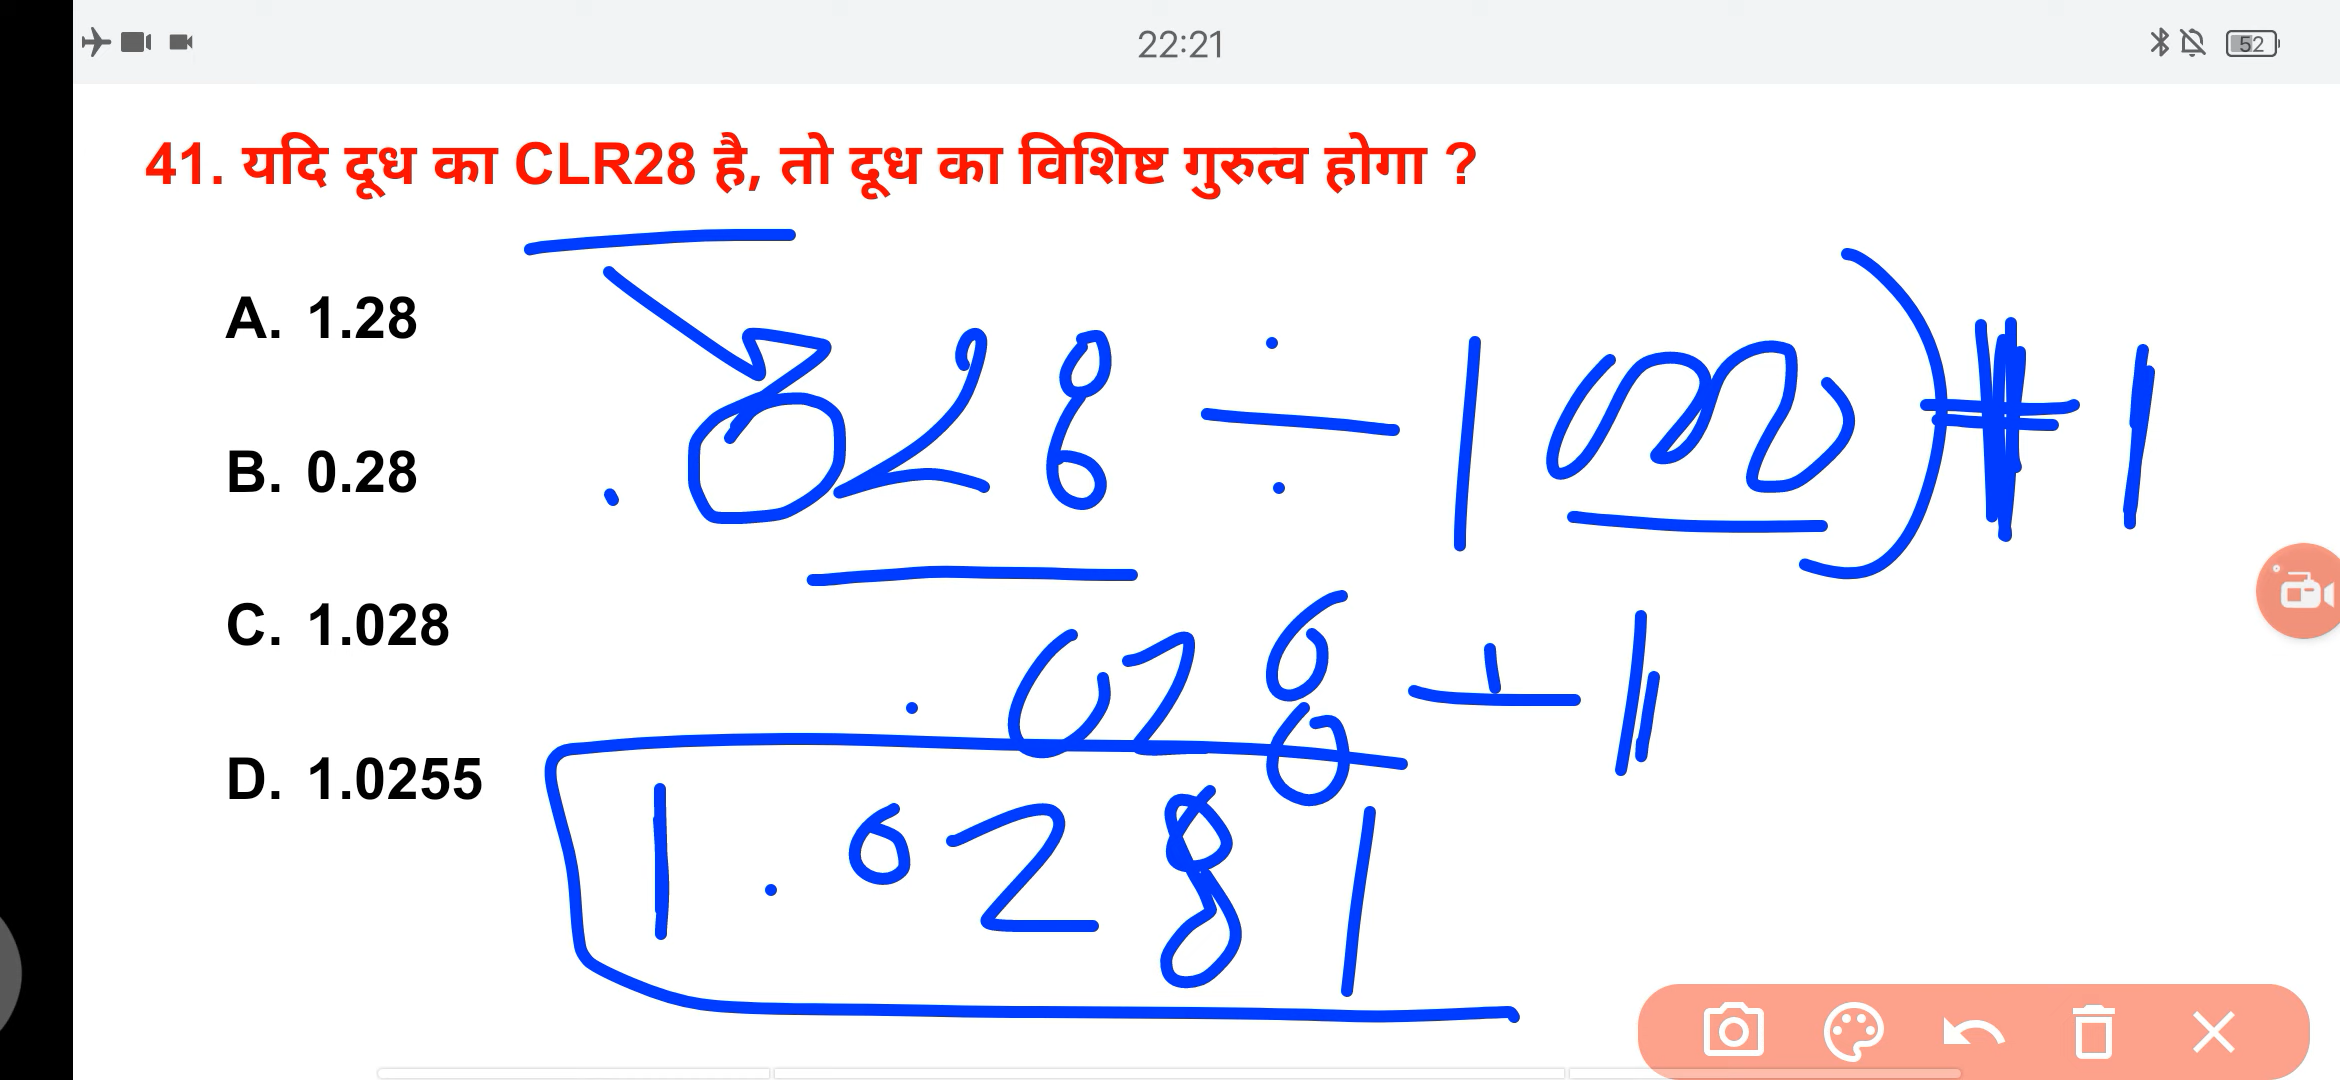 22:21
52
41. यदि दूध का CLR28 है, तो दूध का विशिष्ट गुरुत्व होगा ?
A. 1.28
B. 0.28
C. 1.028
D. 1.0255
28 ÷ 1000) + 1
.028 + 1
1.028